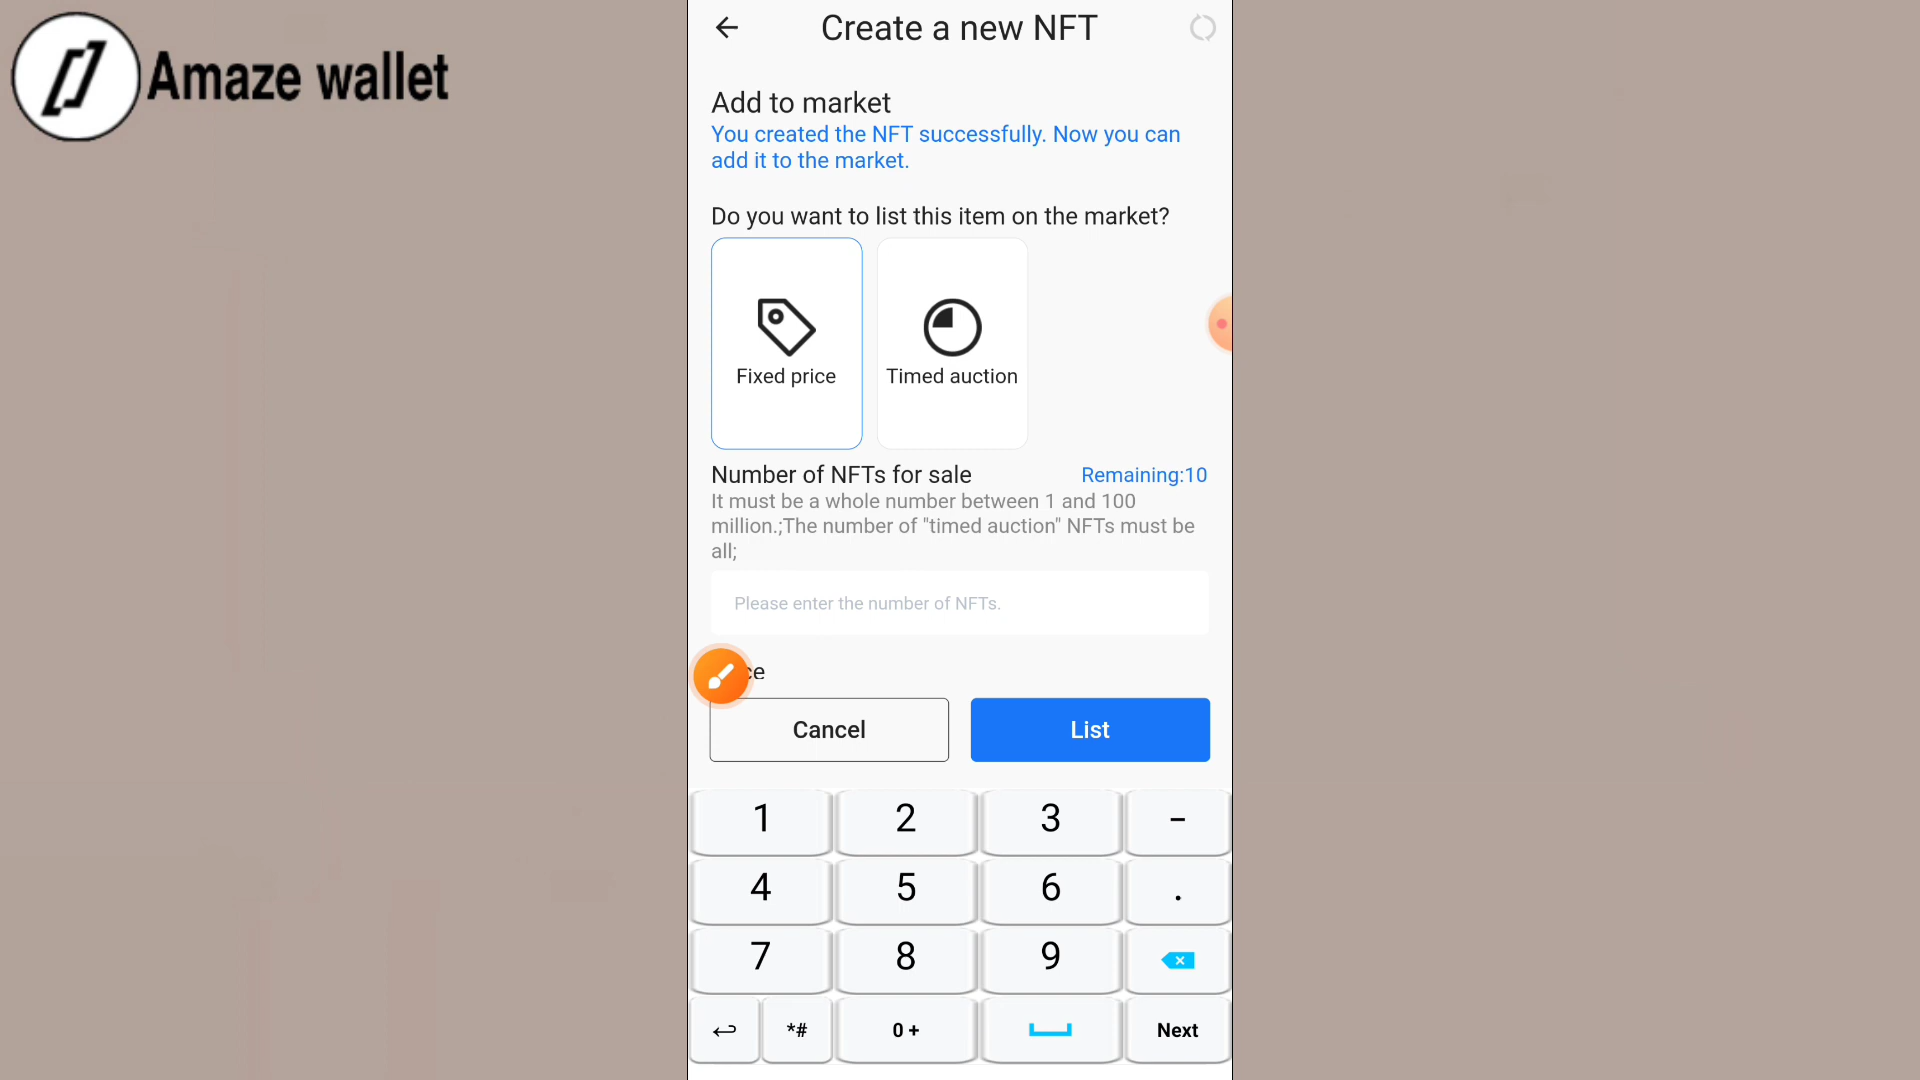 Amaze wallet
Create a new NFT
Add to market
You created the NFT successfully. Now you can
add it to the market.
Do you want to list this item on the market?
Fixed price
Timed auction
Number of NFTs for sale
Remaining:10
It must be a whole number between 1 and 100
million.;The number of "timed auction" NFTs must be
all;
Please enter the number of NFTs.
Cancel
List
1 2 3 -
4 5 6 .
7 8 9
*# 0 + Next